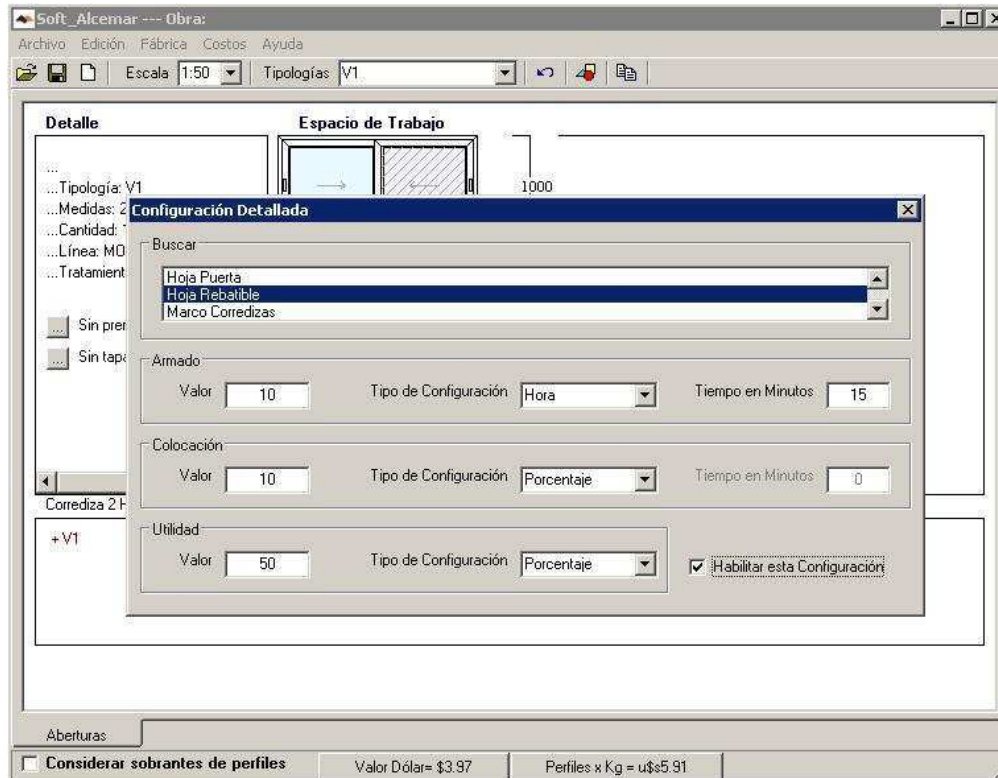 Soft_Alcemar --- Obra:
Archivo Edición Fábrica Costos Ayuda
Escala 1:50 Tipologías V1
Detalle
Espacio de Trabajo
...
...Tipología: V1
...Medidas: 2
...Cantidad:
...Línea: MO
...Tratamient
1000
... Sin prem
... Sin tapa
Configuración Detallada
Buscar
Hoja Puerta
Hoja Rebatible
Marco Corredizas
Armado
Valor 10 Tipo de Configuración Hora Tiempo en Minutos 15
Colocación
Valor 10 Tipo de Configuración Porcentaje Tiempo en Minutos 0
Utilidad
Valor 50 Tipo de Configuración Porcentaje Habilitar esta Configuración
Corrediza 2 H
+V1
Aberturas
Considerar sobrantes de perfiles Valor Dólar= $3.97 Perfiles x Kg = u$s5.91